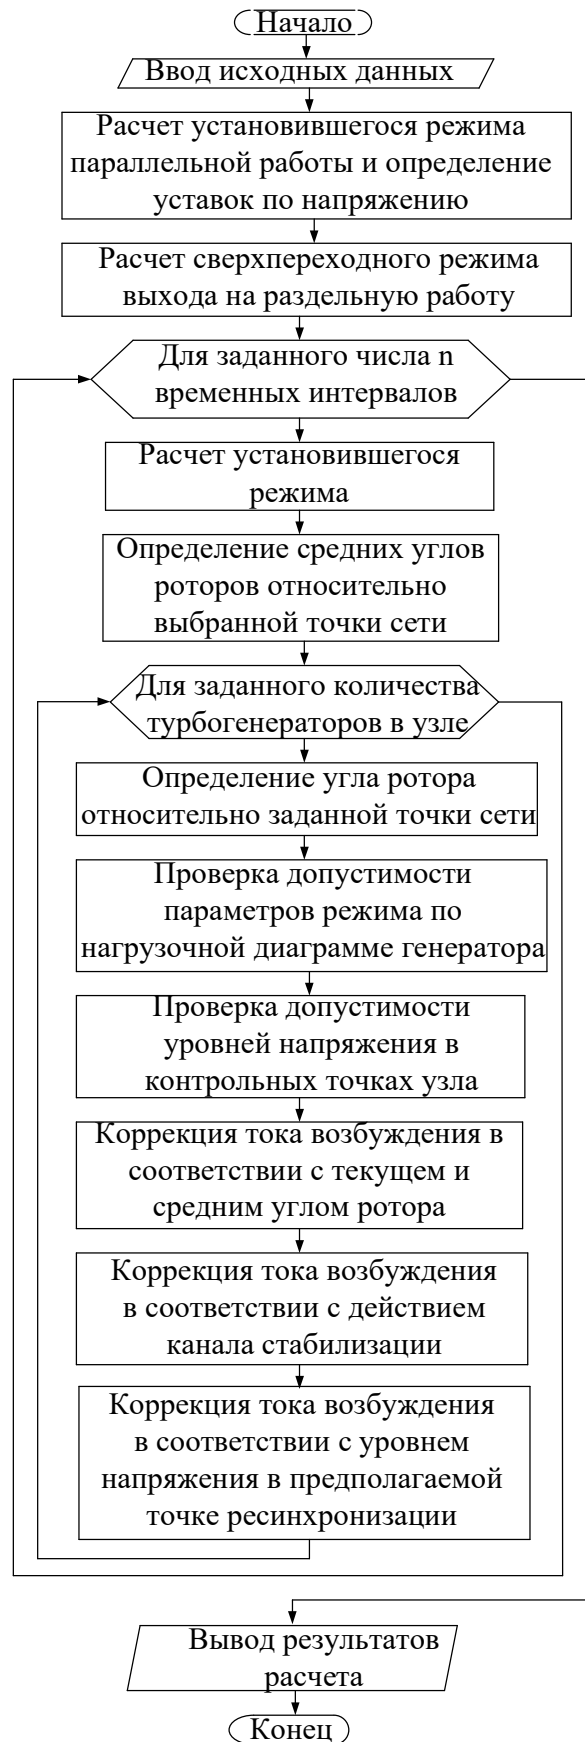 Начало
Ввод исходных данных
Расчет установившегося режима
параллельной работы и определение
уставок по напряжению
Расчет сверхпереходного режима
выхода на раздельную работу
Для заданного числа n
временных интервалов
Расчет установившегося
режима
Определение средних углов
роторов относительно
выбранной точки сети
Для заданного количества
турбогенераторов в узле
Определение угла ротора
относительно заданной точки сети
Проверка допустимости
параметров режима по
нагрузочной диаграмме генератора
Проверка допустимости
уровней напряжения в
контрольных точках узла
Коррекция тока возбуждения в
соответствии с текущем и
средним углом ротора
Коррекция тока возбуждения
в соответствии с действием
канала стабилизации
Коррекция тока возбуждения
в соответствии с уровнем
напряжения в предполагаемой
точке ресинхронизации
Вывод результатов
расчета
Конец